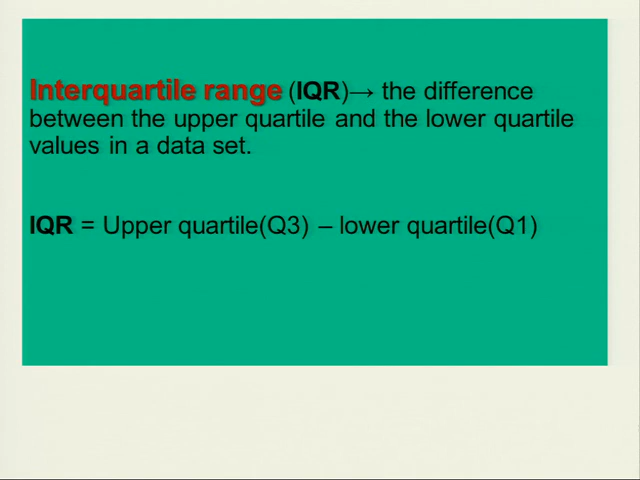 Interquartile range (IQR)→ the difference
between the upper quartile and the lower quartile
values in a data set.
IQR = Upper quartile(Q3) – lower quartile(Q1)